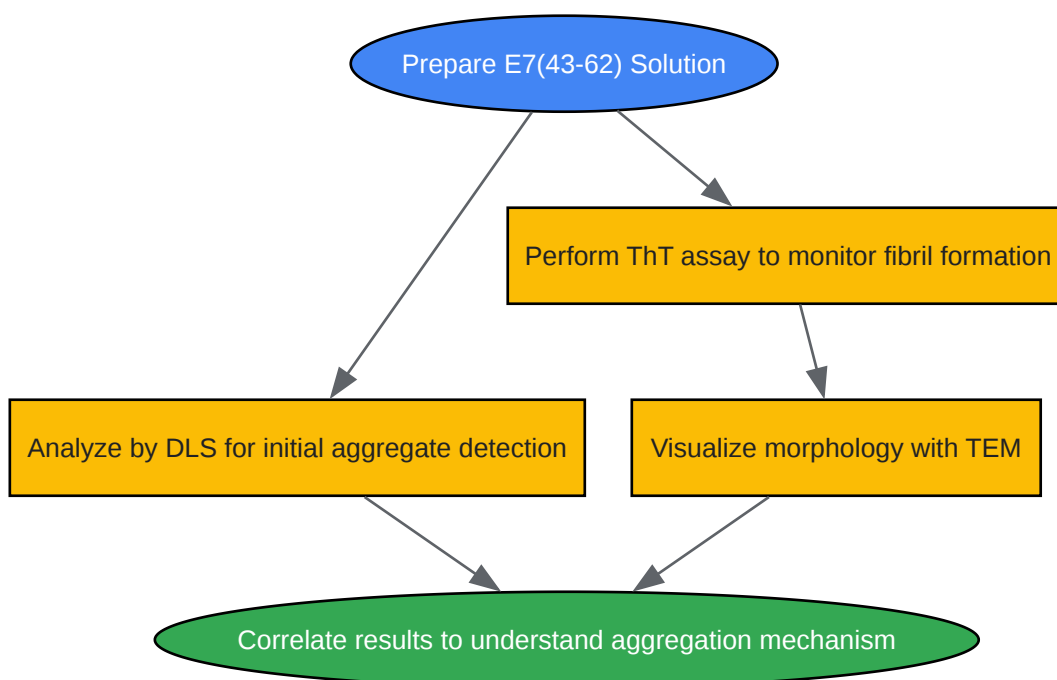 Prepare E7(43-62) Solution
Perform ThT assay to monitor fibril formation
Analyze by DLS for initial aggregate detection
Visualize morphology with TEM
Correlate results to understand aggregation mechanism